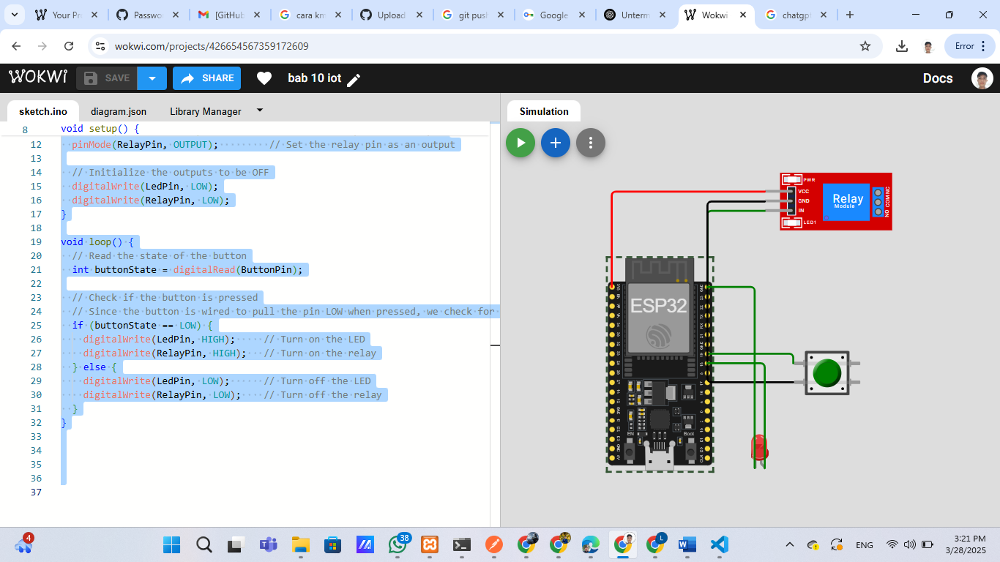 Your Pr
Passwo
[GitHub
cara km
Upload
git pus
Google
Unterm
Wokwi
chatgp
wokwi.com/projects/426654567359172609
Error
WOKWI
SAVE
SHARE
bab 10 iot
Docs
sketch.ino
diagram.json
Library Manager
Simulation
8 void setup() {
12 pinMode(RelayPin, OUTPUT); // Set the relay pin as an output
13
14 // Initialize the outputs to be OFF
15 digitalWrite(LedPin, LOW);
16 digitalWrite(RelayPin, LOW);
17 }
18
19 void loop() {
20 // Read the state of the button
21 int buttonState = digitalRead(ButtonPin);
22
23 // Check if the button is pressed
24 // Since the button is wired to pull the pin LOW when pressed, we check for
25 if (buttonState == LOW) {
26 digitalWrite(LedPin, HIGH); // Turn on the LED
27 digitalWrite(RelayPin, HIGH); // Turn on the relay
28 } else {
29 digitalWrite(LedPin, LOW); // Turn off the LED
30 digitalWrite(RelayPin, LOW); // Turn off the relay
31 }
32 }
33
34
35
36
37
PWR
VCC
GND
IN
LED1
Relay
Module
NO COM NC
ESP32
EN
Boot
4
38
L
ENG
3:21 PM
3/28/2025